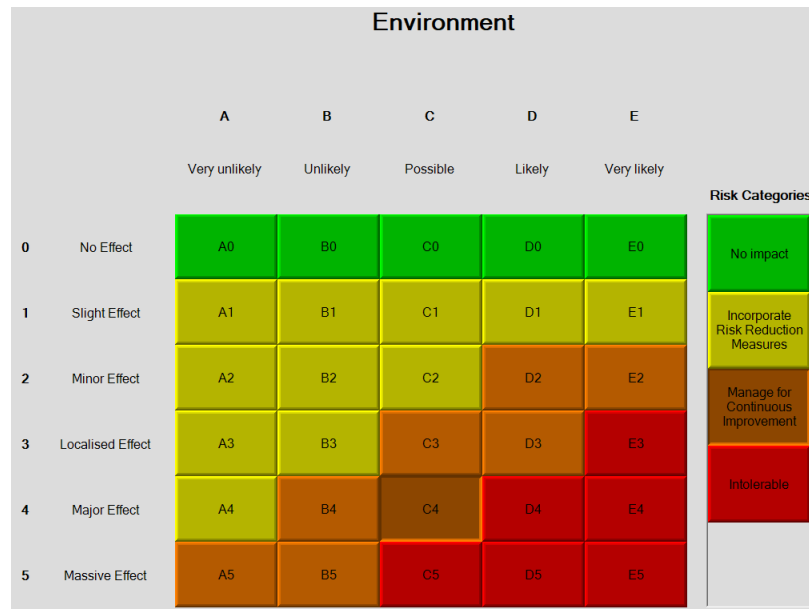 Environment
A B C D E
Very unlikely Unlikely Possible Likely Very likely
Risk Categories
0 No Effect A0 B0 C0 D0 E0
No impact
1 Slight Effect A1 B1 C1 D1 E1
Incorporate
Risk Reduction
Measures
2 Minor Effect A2 B2 C2 D2 E2
Manage for
Continuous
Improvement
3 Localised Effect A3 B3 C3 D3 E3
Intolerable
4 Major Effect A4 B4 C4 D4 E4
5 Massive Effect A5 B5 C5 D5 E5